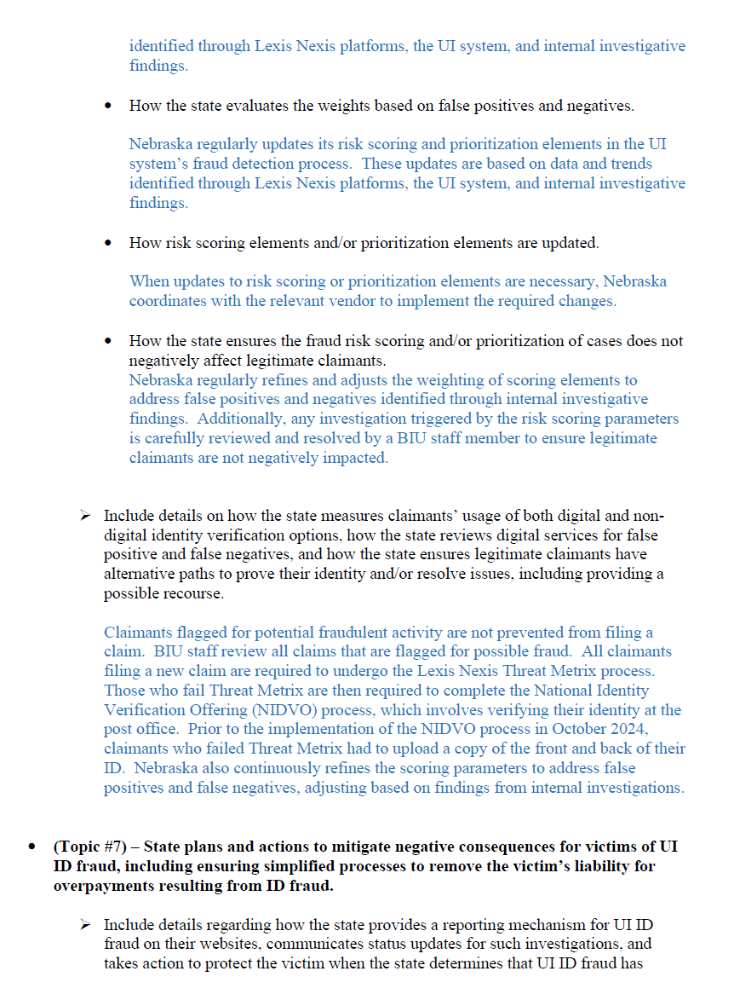 identified through Lexis Nexis platforms, the UI system, and internal investigative
findings.
• How the state evaluates the weights based on false positives and negatives.
Nebraska regularly updates its risk scoring and prioritization elements in the UI
system’s fraud detection process.  These updates are based on data and trends
identified through Lexis Nexis platforms, the UI system, and internal investigative
findings.
• How risk scoring elements and/or prioritization elements are updated.
When updates to risk scoring or prioritization elements are necessary, Nebraska
coordinates with the relevant vendor to implement the required changes.
• How the state ensures the fraud risk scoring and/or prioritization of cases does not
negatively affect legitimate claimants.
Nebraska regularly refines and adjusts the weighting of scoring elements to
address false positives and negatives identified through internal investigative
findings.  Additionally, any investigation triggered by the risk scoring parameters
is carefully reviewed and resolved by a BIU staff member to ensure legitimate
claimants are not negatively impacted.
➢ Include details on how the state measures claimants’ usage of both digital and non-
digital identity verification options, how the state reviews digital services for false
positive and false negatives, and how the state ensures legitimate claimants have
alternative paths to prove their identity and/or resolve issues, including providing a
possible recourse.
Claimants flagged for potential fraudulent activity are not prevented from filing a
claim.  BIU staff review all claims that are flagged for possible fraud.  All claimants
filing a new claim are required to undergo the Lexis Nexis Threat Metrix process.
Those who fail Threat Metrix are then required to complete the National Identity
Verification Offering (NIDVO) process, which involves verifying their identity at the
post office.  Prior to the implementation of the NIDVO process in October 2024,
claimants who failed Threat Metrix had to upload a copy of the front and back of their
ID.  Nebraska also continuously refines the scoring parameters to address false
positives and false negatives, adjusting based on findings from internal investigations.
• (Topic #7) – State plans and actions to mitigate negative consequences for victims of UI
ID fraud, including ensuring simplified processes to remove the victim’s liability for
overpayments resulting from ID fraud.
➢ Include details regarding how the state provides a reporting mechanism for UI ID
fraud on their websites, communicates status updates for such investigations, and
takes action to protect the victim when the state determines that UI ID fraud has